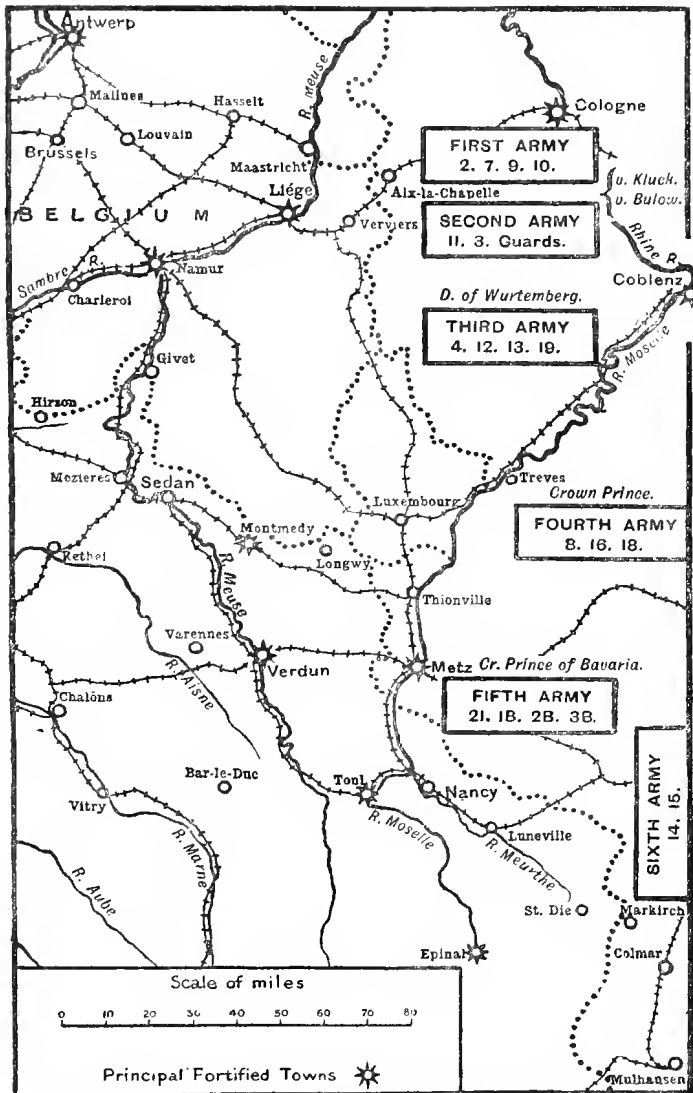 Antwerp
Malines
Hasselt
R. Meuse
Cologne
Louvain
Brussels
Maastricht
FIRST ARMY
2. 7. 9. 10.
Aix-la-Chapelle
v. Kluck.
v. Bulow.
Liége
BELGIUM
Verviers
SECOND ARMY
11. 3. Guards.
Rhine R.
Sambre R.
Namur
Charleroi
Coblenz
D. of Wurtemberg.
THIRD ARMY
4. 12. 13. 19.
R. Moselle
Givet
Hirson
Mezieres
Sedan
Treves
Luxembourg
Crown Prince.
Montmedy
FOURTH ARMY
8. 16. 18.
Rethel
Longwy
R. Meuse
Thionville
Varennes
R. Aisne
Verdun
Metz
Cr. Prince of Bavaria.
FIFTH ARMY
21. 1B. 2B. 3B.
Chalôns
Bar-le-Duc
Toul
Nancy
SIXTH ARMY
14. 15.
Vitry
R. Marne
R. Moselle
R. Meurthe
Luneville
R. Aube
St. Die
Markirch
Epinal
Colmar
Scale of miles
0 10 20 30 40 50 60 70 80
Principal Fortified Towns
Mulhausen